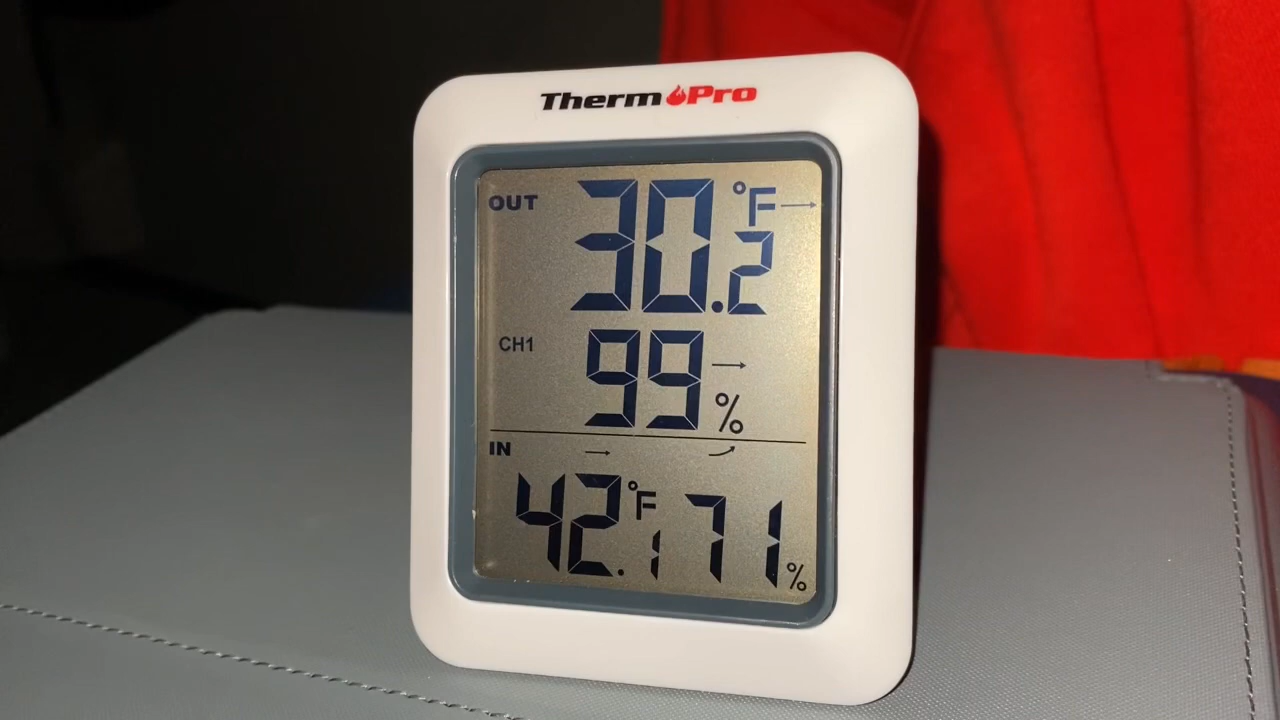 ThermoPro
OUT 30.2 °F →
CH1 99 % →
IN → 42.1 °F 71 %